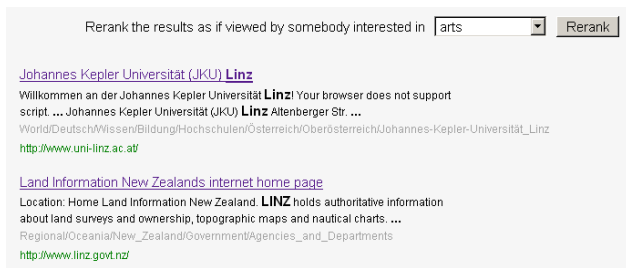 Rerank the results as if viewed by somebody interested in arts Rerank
Johannes Kepler Universität (JKU) Linz
Willkommen an der Johannes Kepler Universität Linz! Your browser does not support
script. ... Johannes Kepler Universität (JKU) Linz Altenberger Str. ...
World/Deutsch/Wissen/Bildung/Hochschulen/Österreich/Oberösterreich/Johannes-Kepler-Universität_Linz
http://www.uni-linz.ac.at/
Land Information New Zealands internet home page
Location: Home Land Information New Zealand. LINZ holds authoritative information
about land surveys and ownership, topographic maps and nautical charts. ...
Regional/Oceania/New_Zealand/Government/Agencies_and_Departments
http://www.linz.govt.nz/